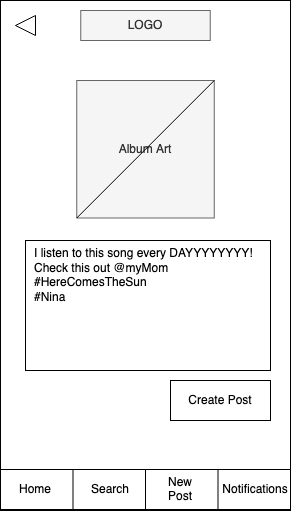 LOGO
Album Art
I listen to this song every DAYYYYYYYY!
Check this out @myMom
#HereComesTheSun
#Nina
Create Post
Home
Search
New
Post
Notifications